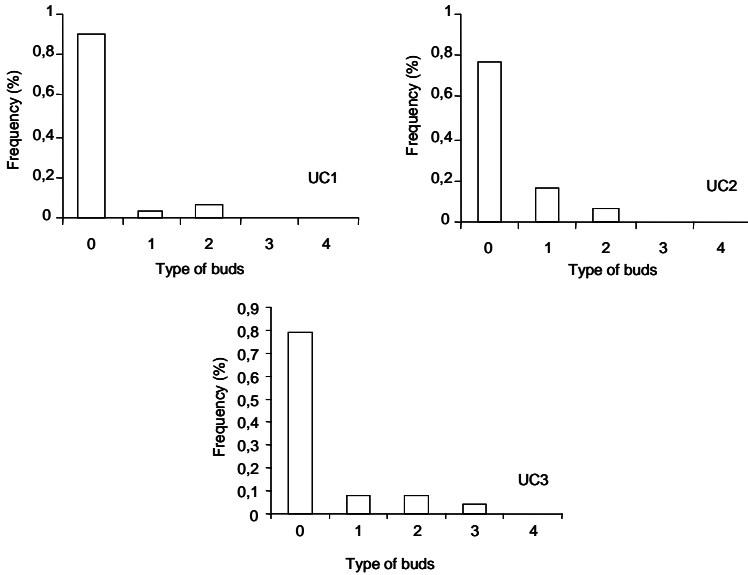 1
0,8
0,6
0,4
0,2
0
Frequency (%)
UC1
0 1 2 3 4
Type of buds
1
0,8
0,6
0,4
0,2
0
Frequency (%)
UC2
0 1 2 3 4
Type of buds
0,9
0,8
0,7
0,6
0,5
0,4
0,3
0,2
0,1
0
Frequency (%)
UC3
0 1 2 3 4
Type of buds